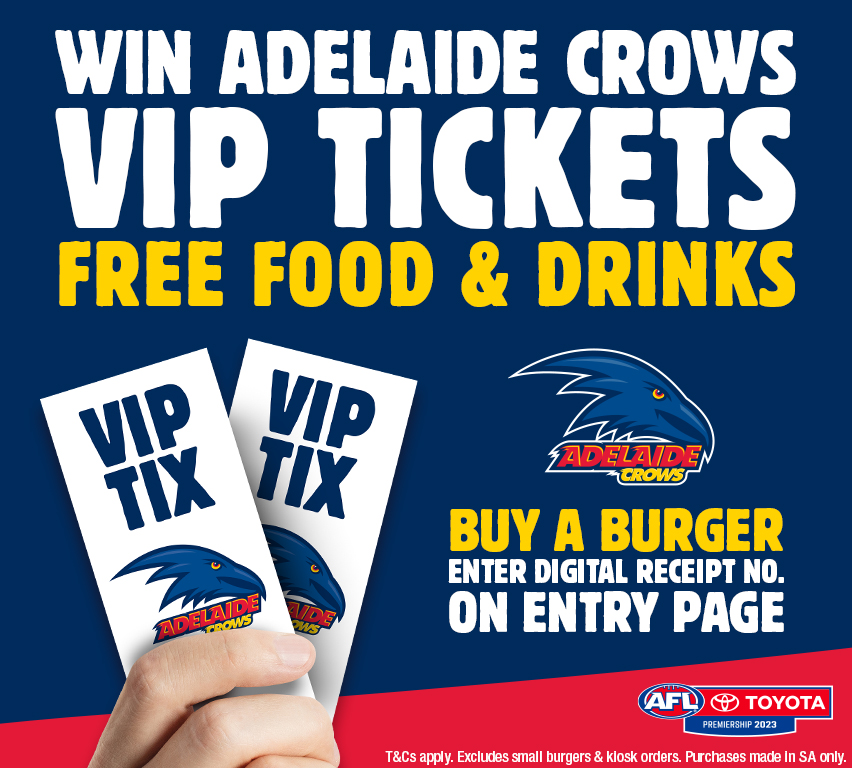 WIN ADELAIDE CROWS
VIP TICKETS
FREE FOOD & DRINKS
VIP
TIX
ADELAIDE
CROWS
VIP
TIX
ADELAIDE
CROWS
BUY A BURGER
ENTER DIGITAL RECEIPT NO.
ON ENTRY PAGE
AFL TOYOTA
PREMIERSHIP 2023
T&Cs apply. Excludes small burgers & kiosk orders. Purchases made in SA only.